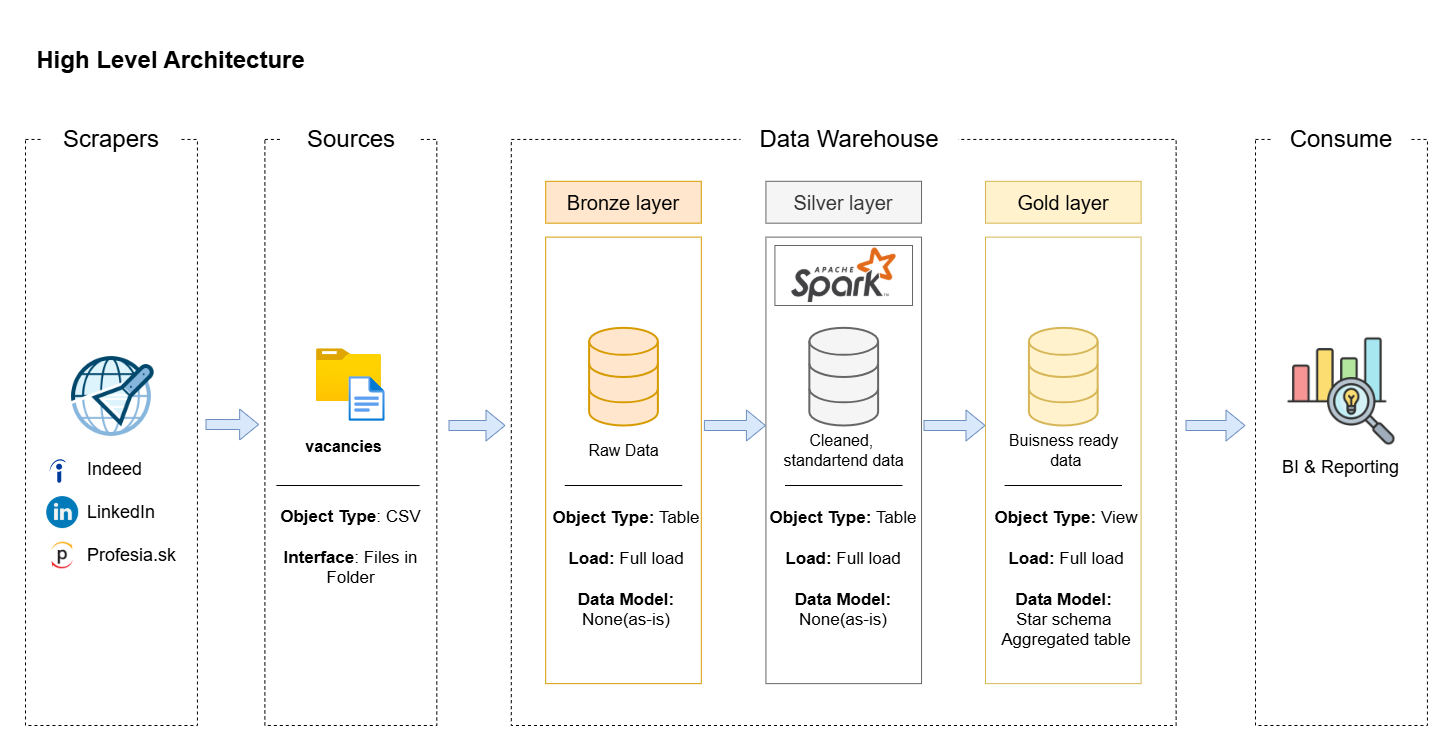 High Level Architecture
Scrapers
Indeed
LinkedIn
p
Profesia.sk
Sources
vacancies
Object Type: CSV
Interface: Files in
Folder
Data Warehouse
Bronze layer
Raw Data
Object Type: Table
Load: Full load
Data Model:
None(as-is)
Silver layer
APACHE
Spark™
Cleaned,
standartend data
Object Type: Table
Load: Full load
Data Model:
None(as-is)
Gold layer
Buisness ready
data
Object Type: View
Load: Full load
Data Model:
Star schema
Aggregated table
Consume
BI & Reporting